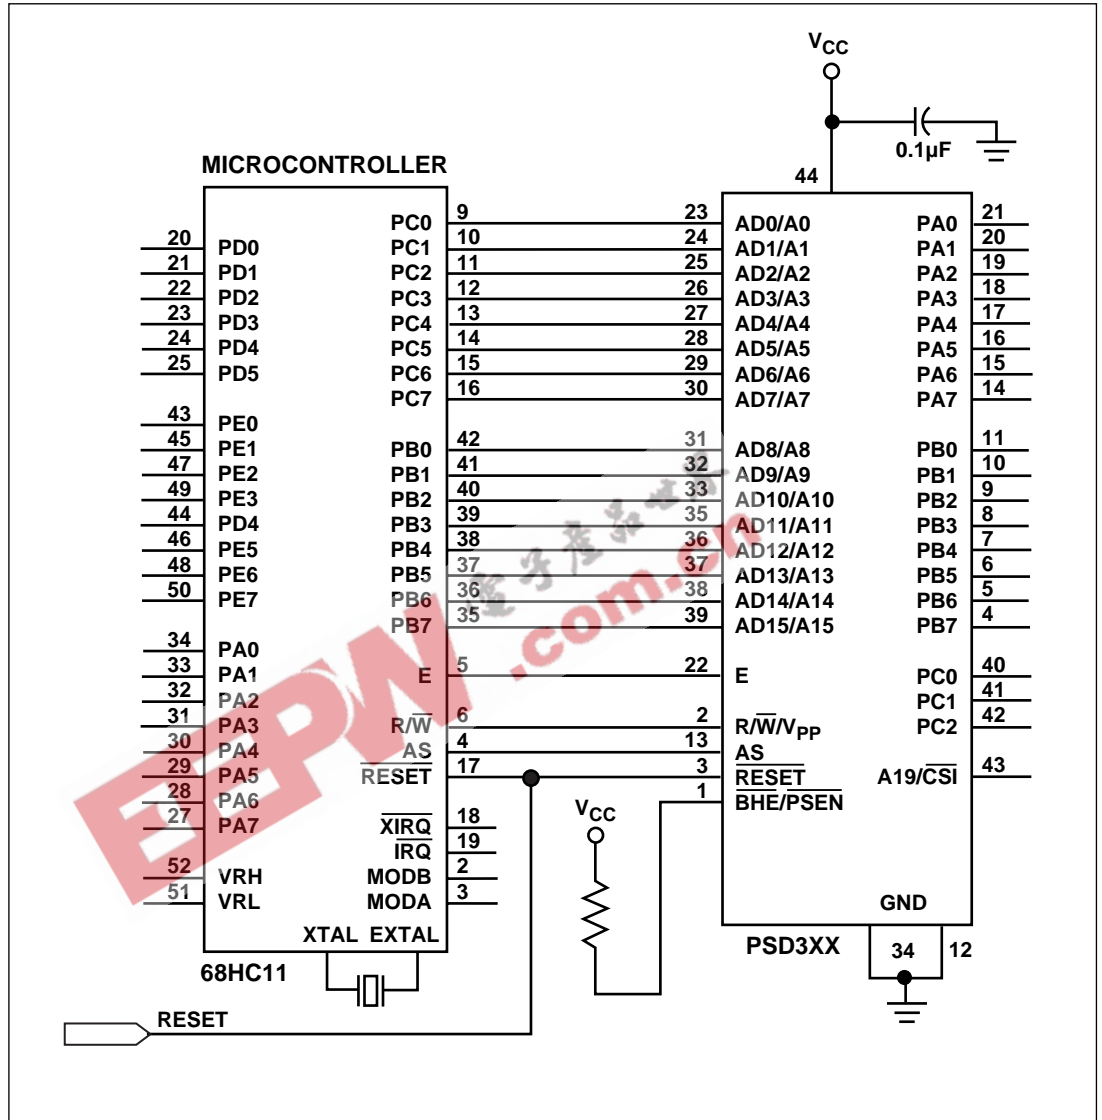 VCC
0.1µF
44
MICROCONTROLLER
20 PD0
21 PD1
22 PD2
23 PD3
24 PD4
25 PD5
43 PE0
45 PE1
47 PE2
49 PE3
44 PD4
46 PE5
48 PE6
50 PE7
34 PA0
33 PA1
32 PA2
31 PA3
30 PA4
29 PA5
28 PA6
27 PA7
52 VRH
51 VRL
PC0 9
PC1 10
PC2 11
PC3 12
PC4 13
PC5 14
PC6 15
PC7 16
PB0 42
PB1 41
PB2 40
PB3 39
PB4 38
PB5 37
PB6 36
PB7 35
E 5
R/W̅ 6
AS 4
R̅E̅S̅E̅T̅ 17
X̅I̅R̅Q̅ 18
I̅R̅Q̅ 19
MODB 2
MODA 3
XTAL EXTAL
68HC11
RESET
23 AD0/A0
24 AD1/A1
25 AD2/A2
26 AD3/A3
27 AD4/A4
28 AD5/A5
29 AD6/A6
30 AD7/A7
31 AD8/A8
32 AD9/A9
33 AD10/A10
35 AD11/A11
36 AD12/A12
37 AD13/A13
38 AD14/A14
39 AD15/A15
22 E
2 R/W̅/VPP
13 AS
3 R̅E̅S̅E̅T̅
1 B̅H̅E̅/P̅S̅E̅N̅
VCC
PA0 21
PA1 20
PA2 19
PA3 18
PA4 17
PA5 16
PA6 15
PA7 14
PB0 11
PB1 10
PB2 9
PB3 8
PB4 7
PB5 6
PB6 5
PB7 4
PC0 40
PC1 41
PC2 42
A19/C̅S̅I̅ 43
GND
PSD3XX
34 12
EEPW
.com.cn
電子產品世界